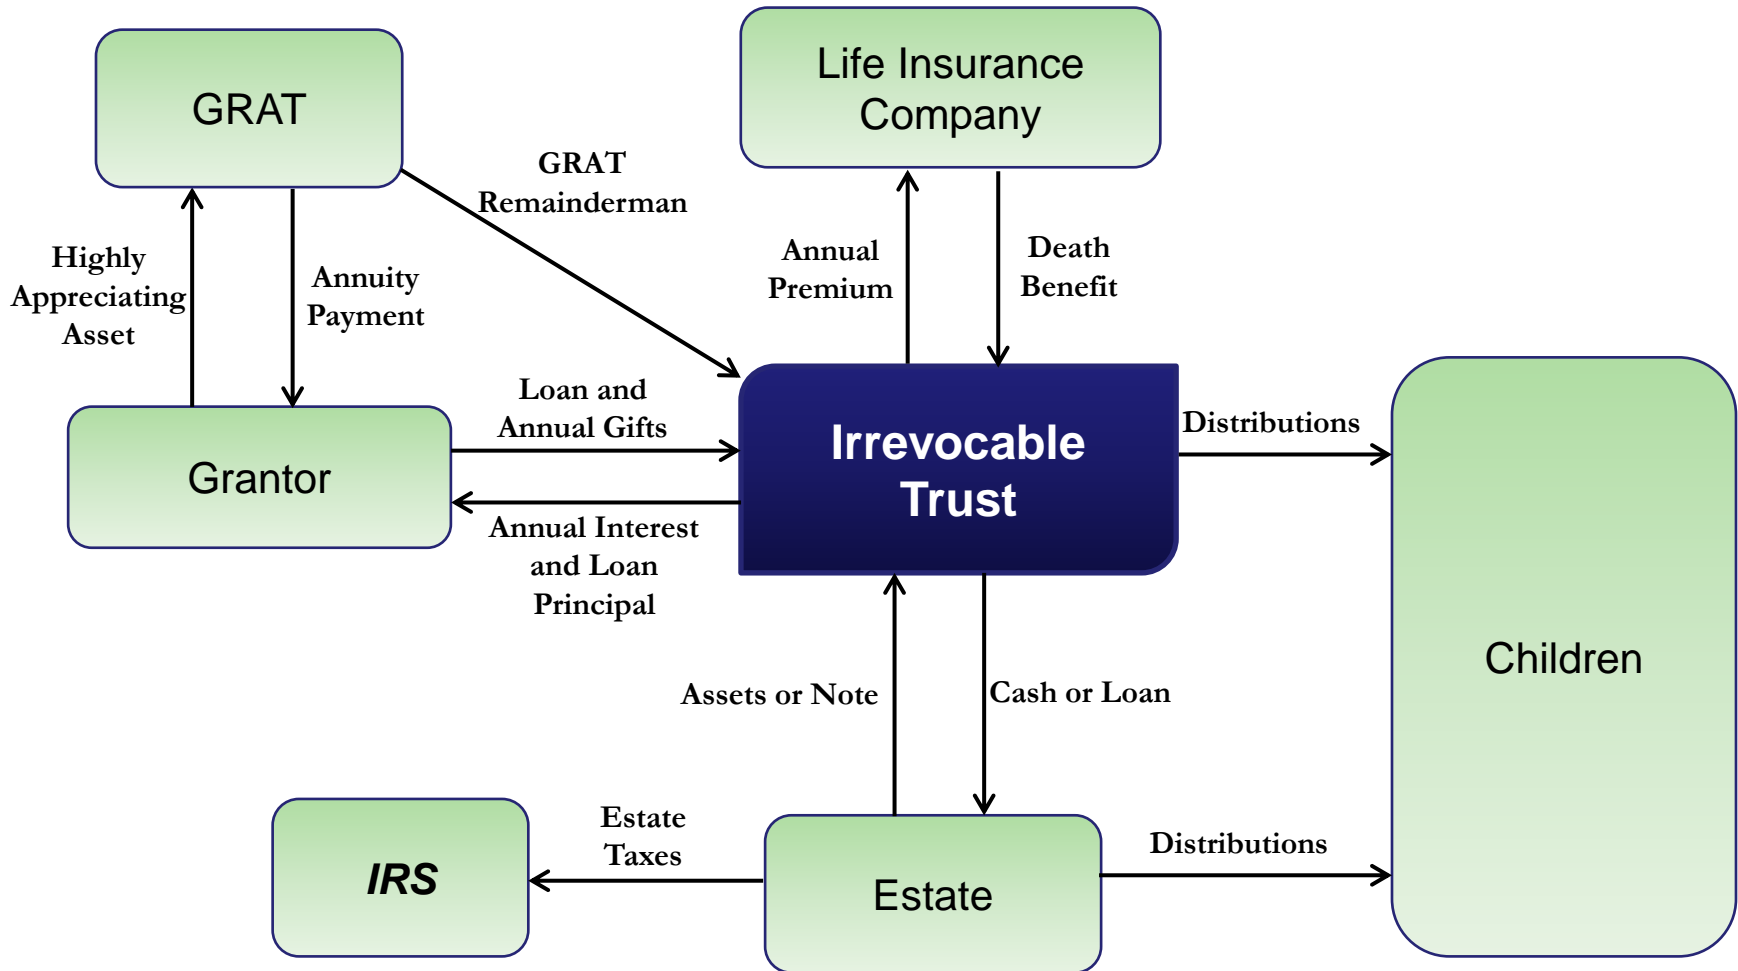 GRAT
Life Insurance
Company
GRAT
Remainderman
Highly
Appreciating
Asset
Annuity
Payment
Annual
Premium
Death
Benefit
Loan and
Annual Gifts
Grantor
Irrevocable
Trust
Distributions
Annual Interest
and Loan
Principal
Children
Assets or Note
Cash or Loan
Estate
Taxes
Distributions
IRS
Estate